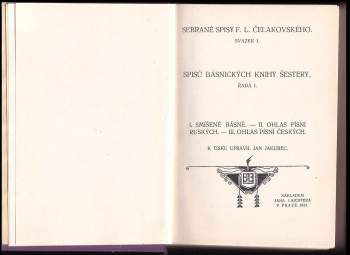 SEBRANÉ SPISY F. L. ČELAKOVSKÉHO.
SVAZEK I.
SPISŮ BÁSNICKÝCH KNIHY ŠESTERY.
ŘADA I.
I. SMÍŠENÉ BÁSNĚ. — II. OHLAS PÍSNÍ
RUSKÝCH. — III. OHLAS PÍSNÍ ČESKÝCH.
K TISKU UPRAVIL JAN JAKUBEC.
NÁKLADEM
JANA LAICHTERA
V PRAZE